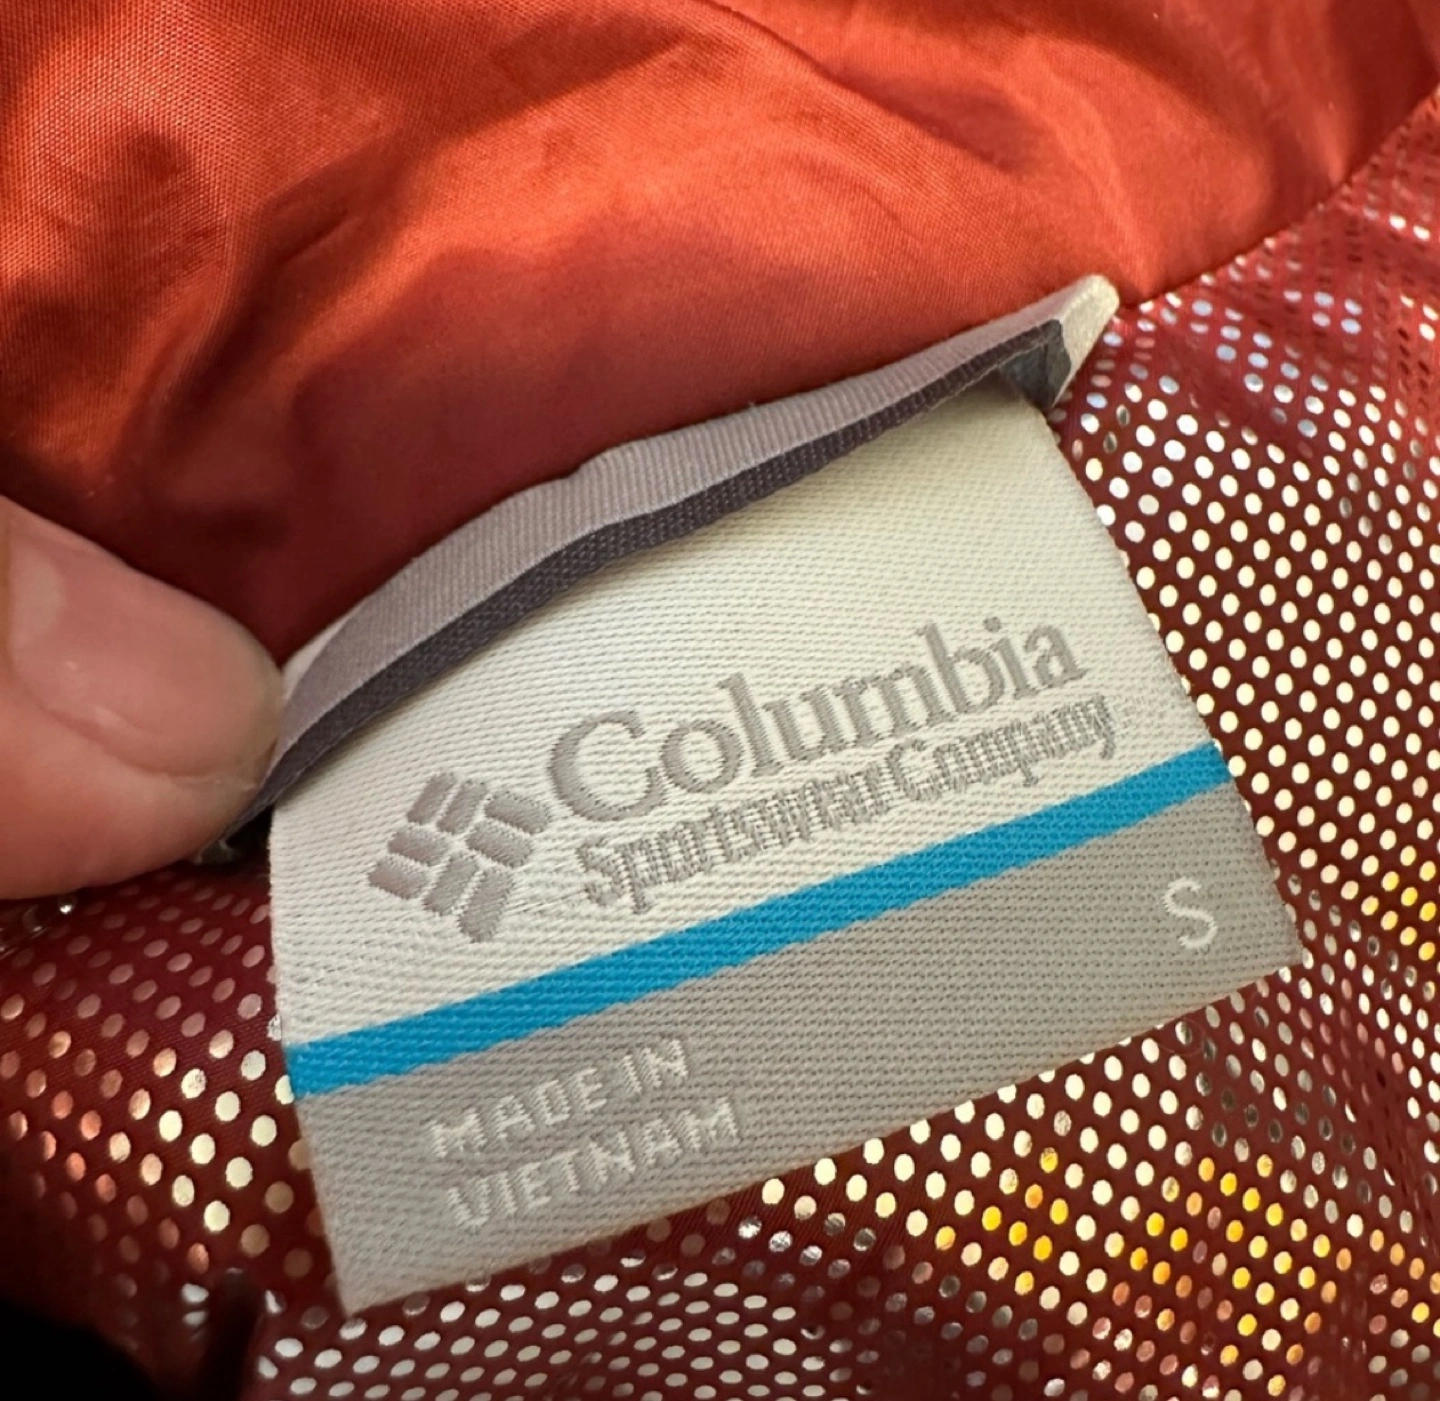 Columbia
Sportswear Company
S
MADE IN
VIETNAM